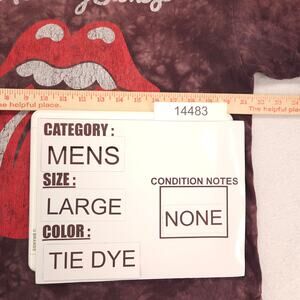 The helpful place.
The helpful place.
14483
CATEGORY :
MENS
SIZE :
LARGE
COLOR :
TIE DYE
CONDITION NOTES
NONE